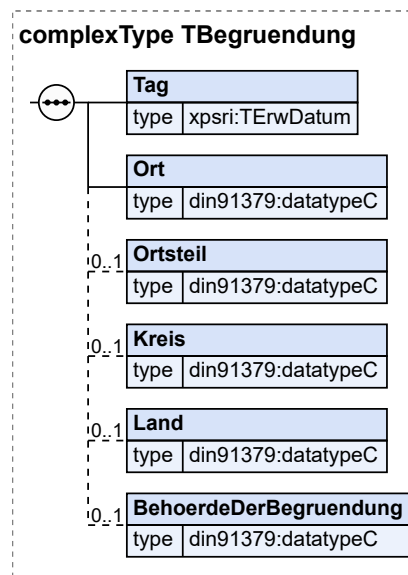 complexType TBegruendung
Tag
type xpsri:TErwDatum
Ort
type din91379:datatypeC
0..1 Ortsteil
type din91379:datatypeC
0..1 Kreis
type din91379:datatypeC
0..1 Land
type din91379:datatypeC
0..1 BehoerdeDerBegruendung
type din91379:datatypeC